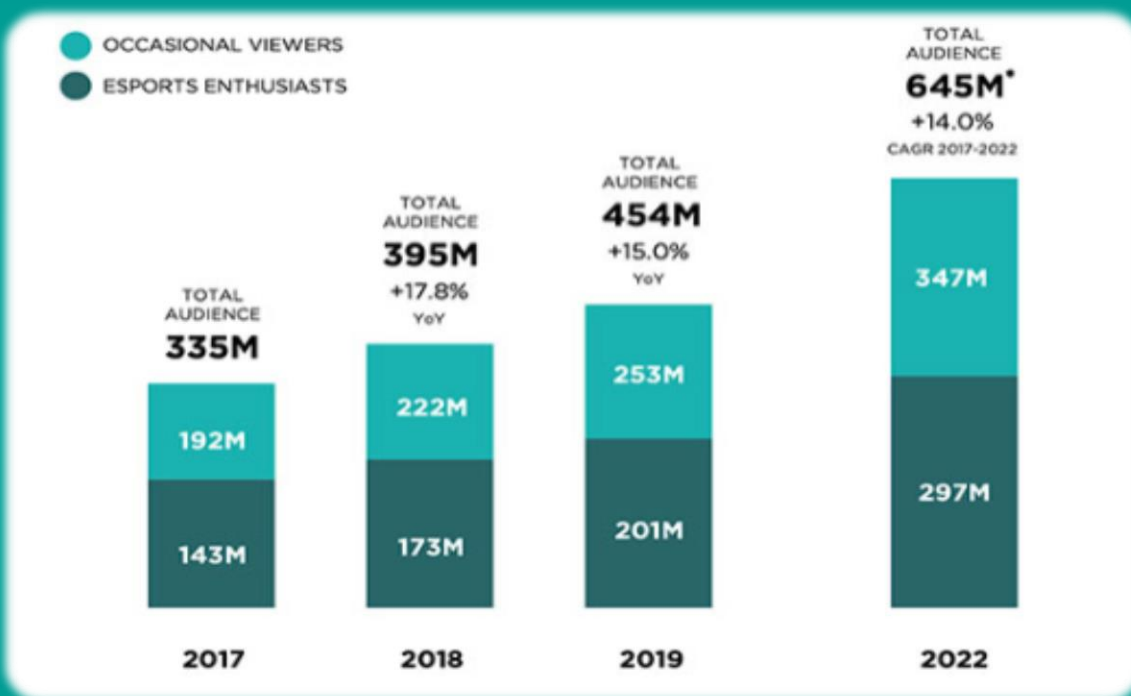 OCCASIONAL VIEWERS
ESPORTS ENTHUSIASTS
TOTAL
AUDIENCE
335M
192M
143M
2017
TOTAL
AUDIENCE
395M
+17.8%
YoY
222M
173M
2018
TOTAL
AUDIENCE
454M
+15.0%
YoY
253M
201M
2019
TOTAL
AUDIENCE
645M*
+14.0%
CAGR 2017-2022
347M
297M
2022